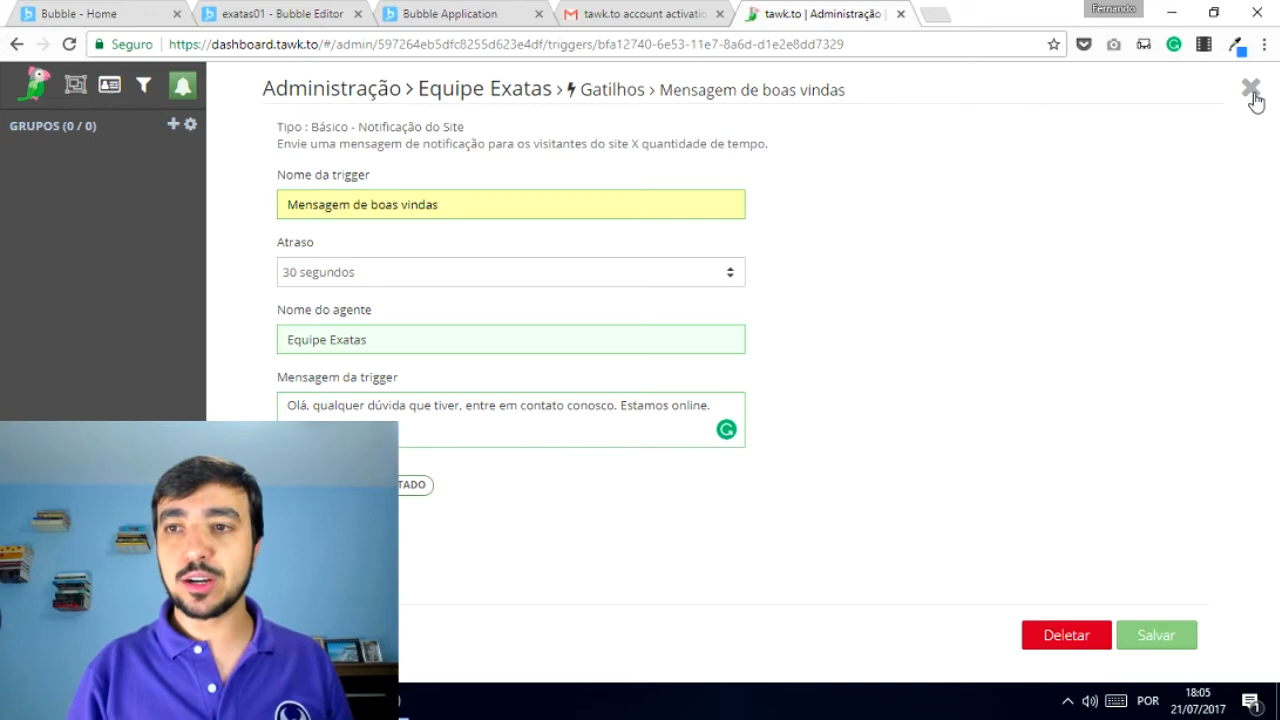 Bubble - Home
exatas01 - Bubble Editor
Bubble Application
tawk.to account activatio
tawk.to | Administração
Fernando
Seguro
https://dashboard.tawk.to/#/admin/597264eb5dfc8255d623e4df/triggers/bfa12740-6e53-11e7-8a6d-d1e2e8dd7329
GRUPOS (0 / 0)
Administração > Equipe Exatas > Gatilhos > Mensagem de boas vindas
Tipo : Básico - Notificação do Site
Envie uma mensagem de notificação para os visitantes do site X quantidade de tempo.
Nome da trigger
Mensagem de boas vindas
Atraso
30 segundos
Nome do agente
Equipe Exatas
Mensagem da trigger
Olá, qualquer dúvida que tiver, entre em contato conosco. Estamos online.
TADO
Deletar
Salvar
POR
18:05
21/07/2017